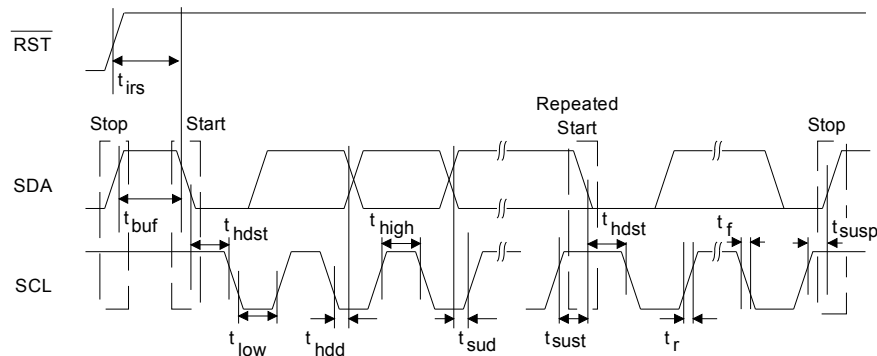 RST
t irs
Repeated
Stop Start Start Stop
SDA
t buf t hdst t high t hdst t f t susp
SCL
t low t hdd t sud t sust t r